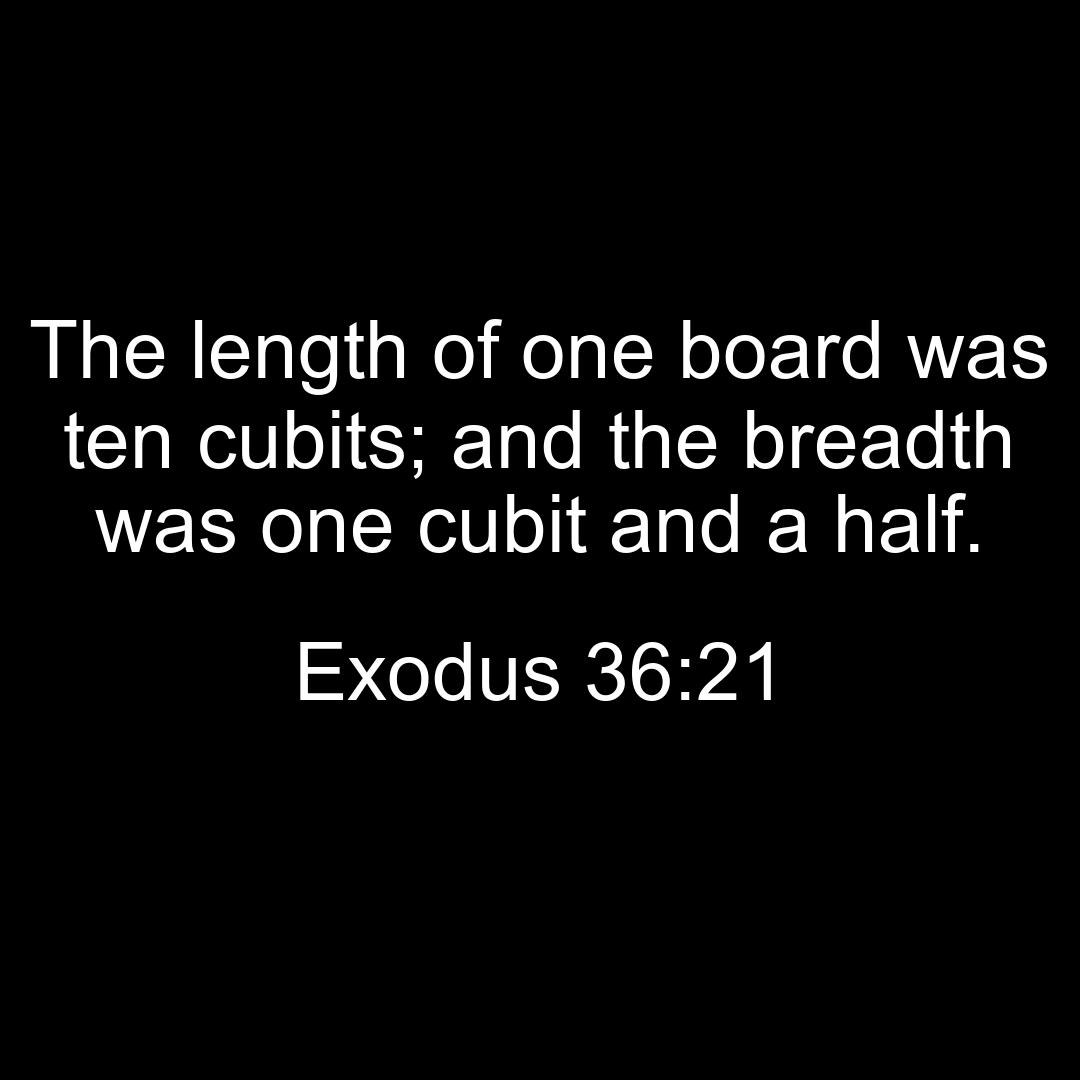 The length of one board was
ten cubits; and the breadth
was one cubit and a half.
Exodus 36:21